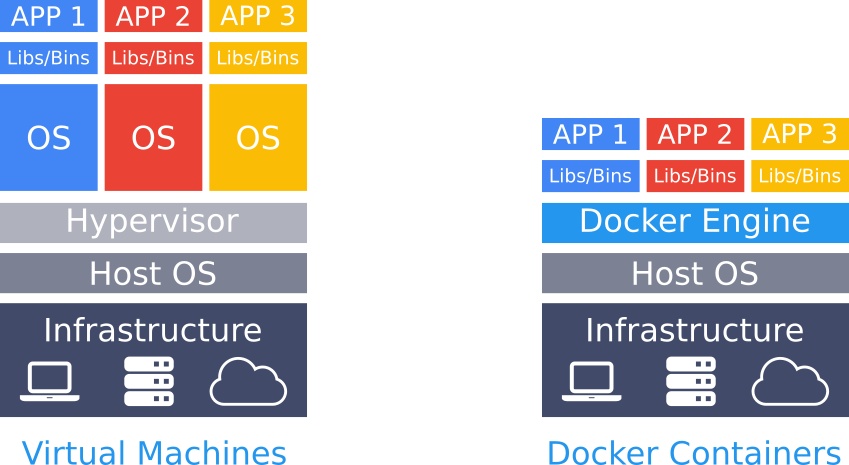 APP 1 APP 2 APP 3
Libs/Bins Libs/Bins Libs/Bins
OS OS OS
Hypervisor
Host OS
Infrastructure
Virtual Machines
APP 1 APP 2 APP 3
Libs/Bins Libs/Bins Libs/Bins
Docker Engine
Host OS
Infrastructure
Docker Containers